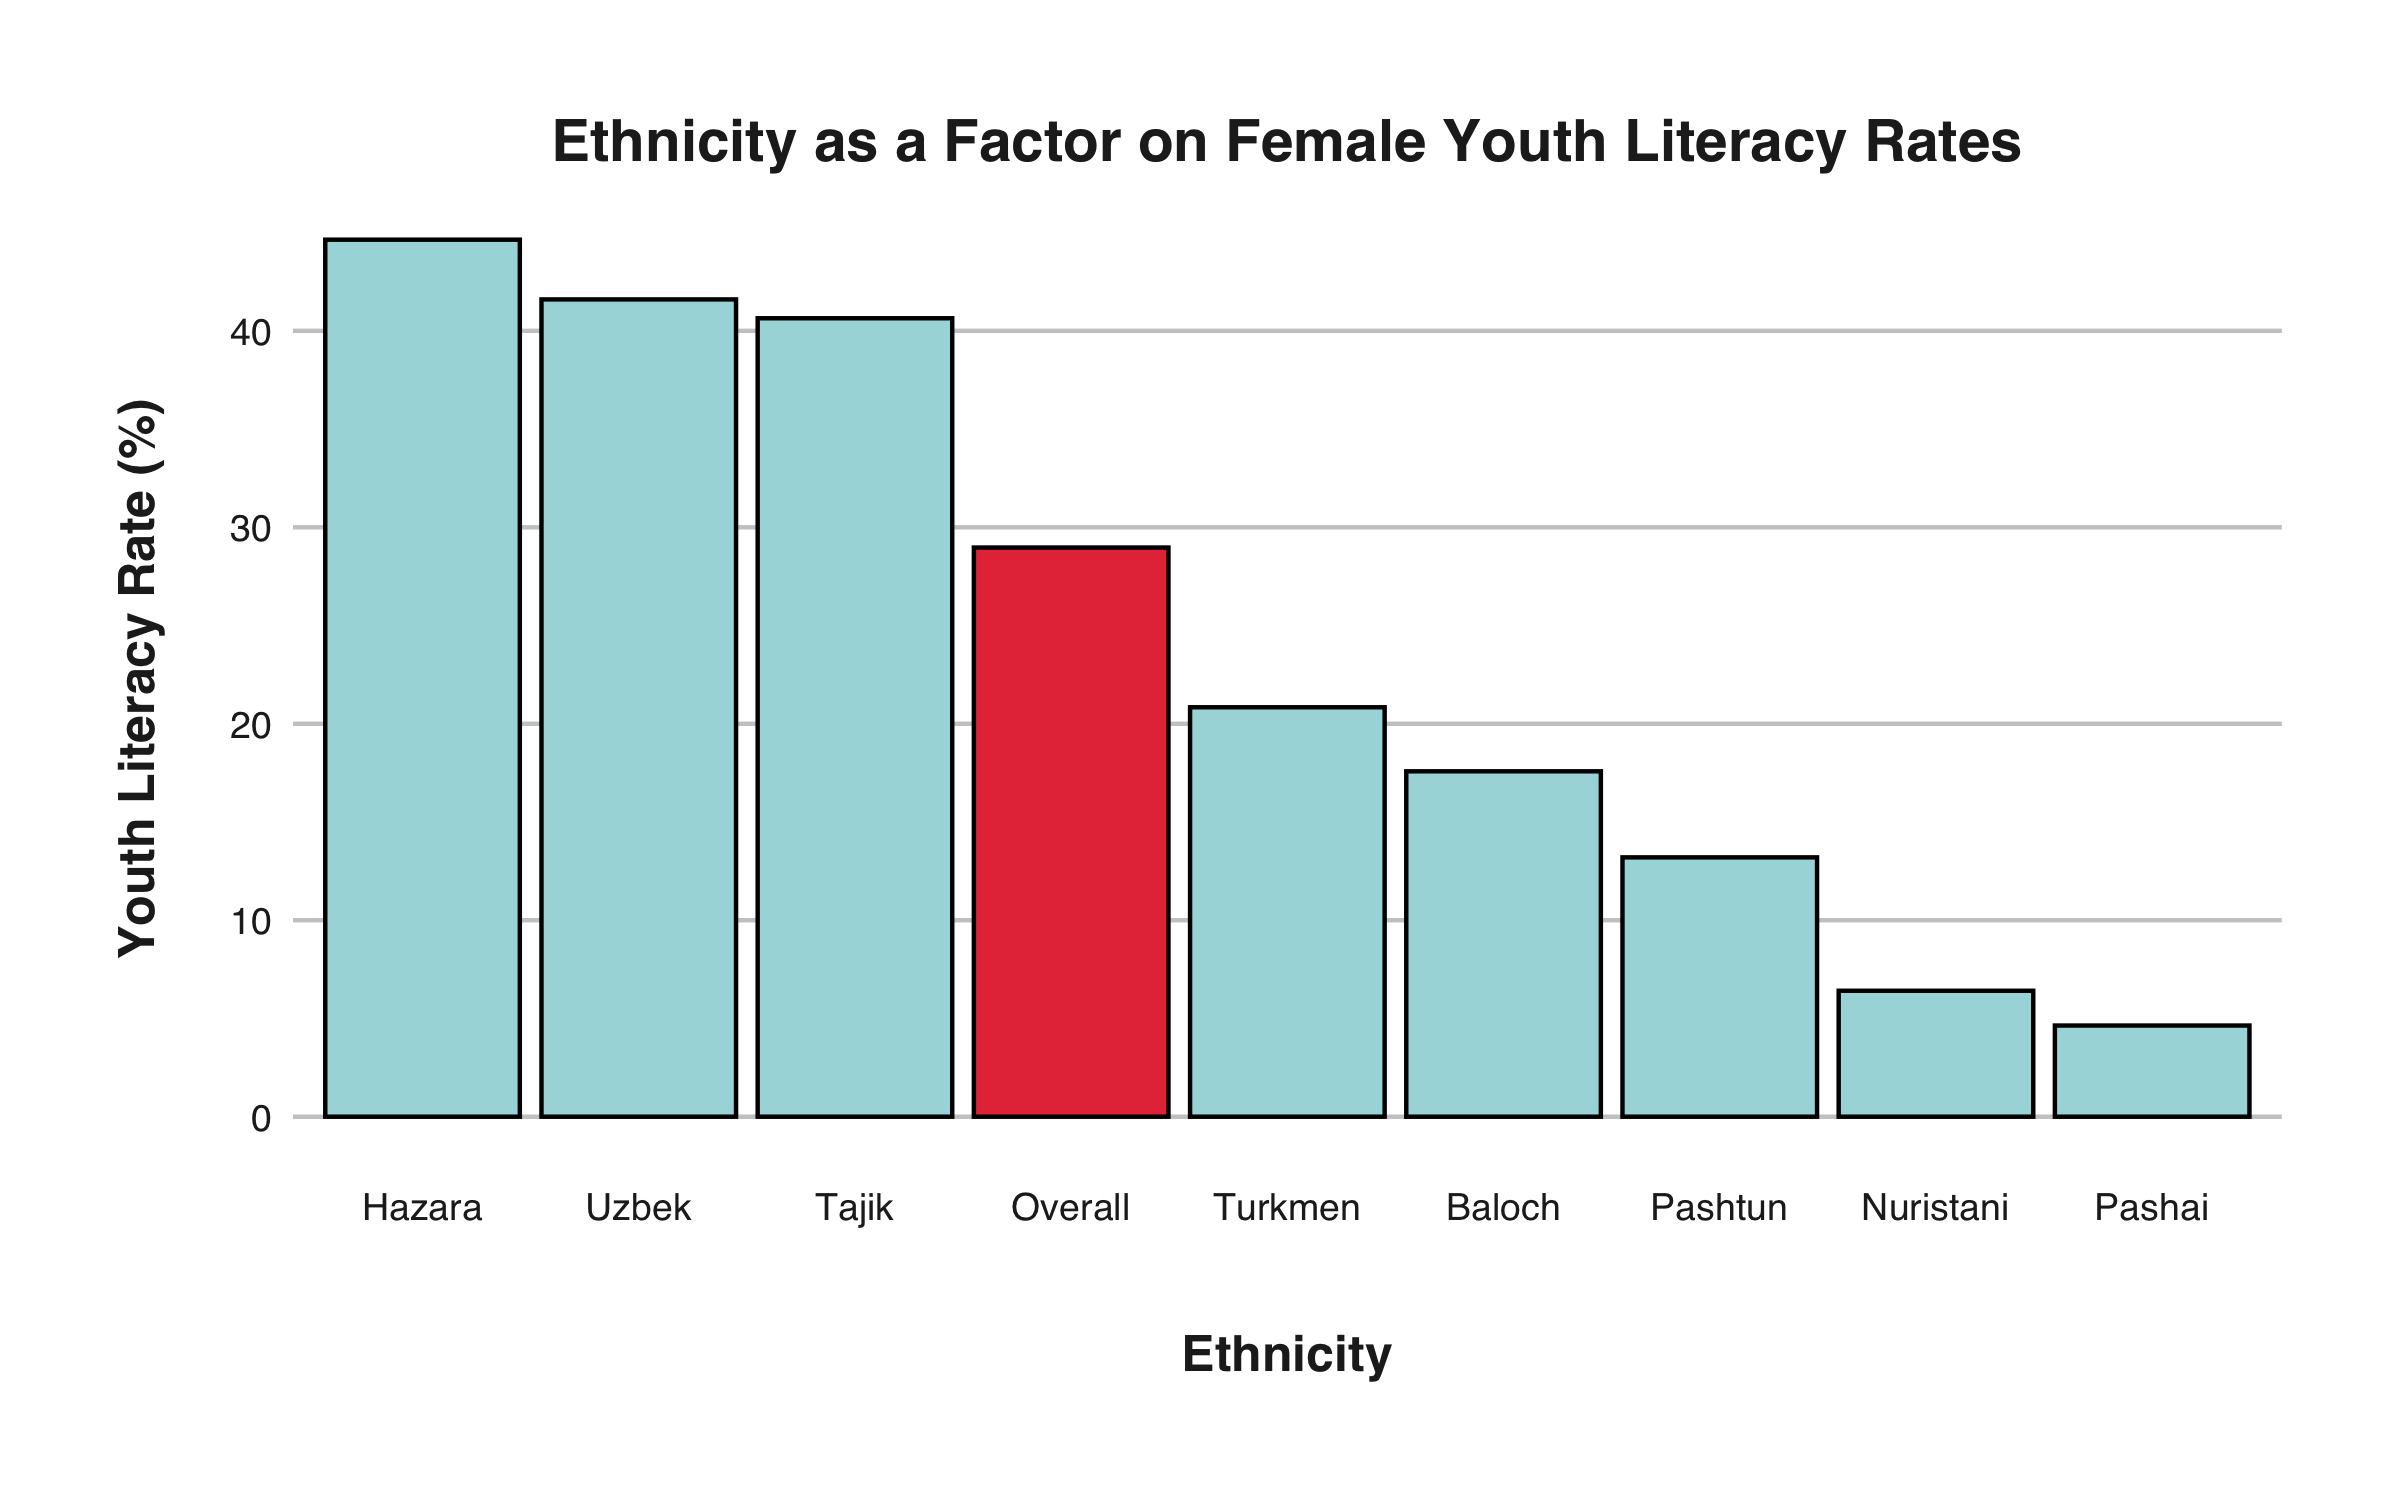 Ethnicity as a Factor on Female Youth Literacy Rates
Youth Literacy Rate (%)
40
30
20
10
0
Hazara Uzbek Tajik Overall Turkmen Baloch Pashtun Nuristani Pashai
Ethnicity